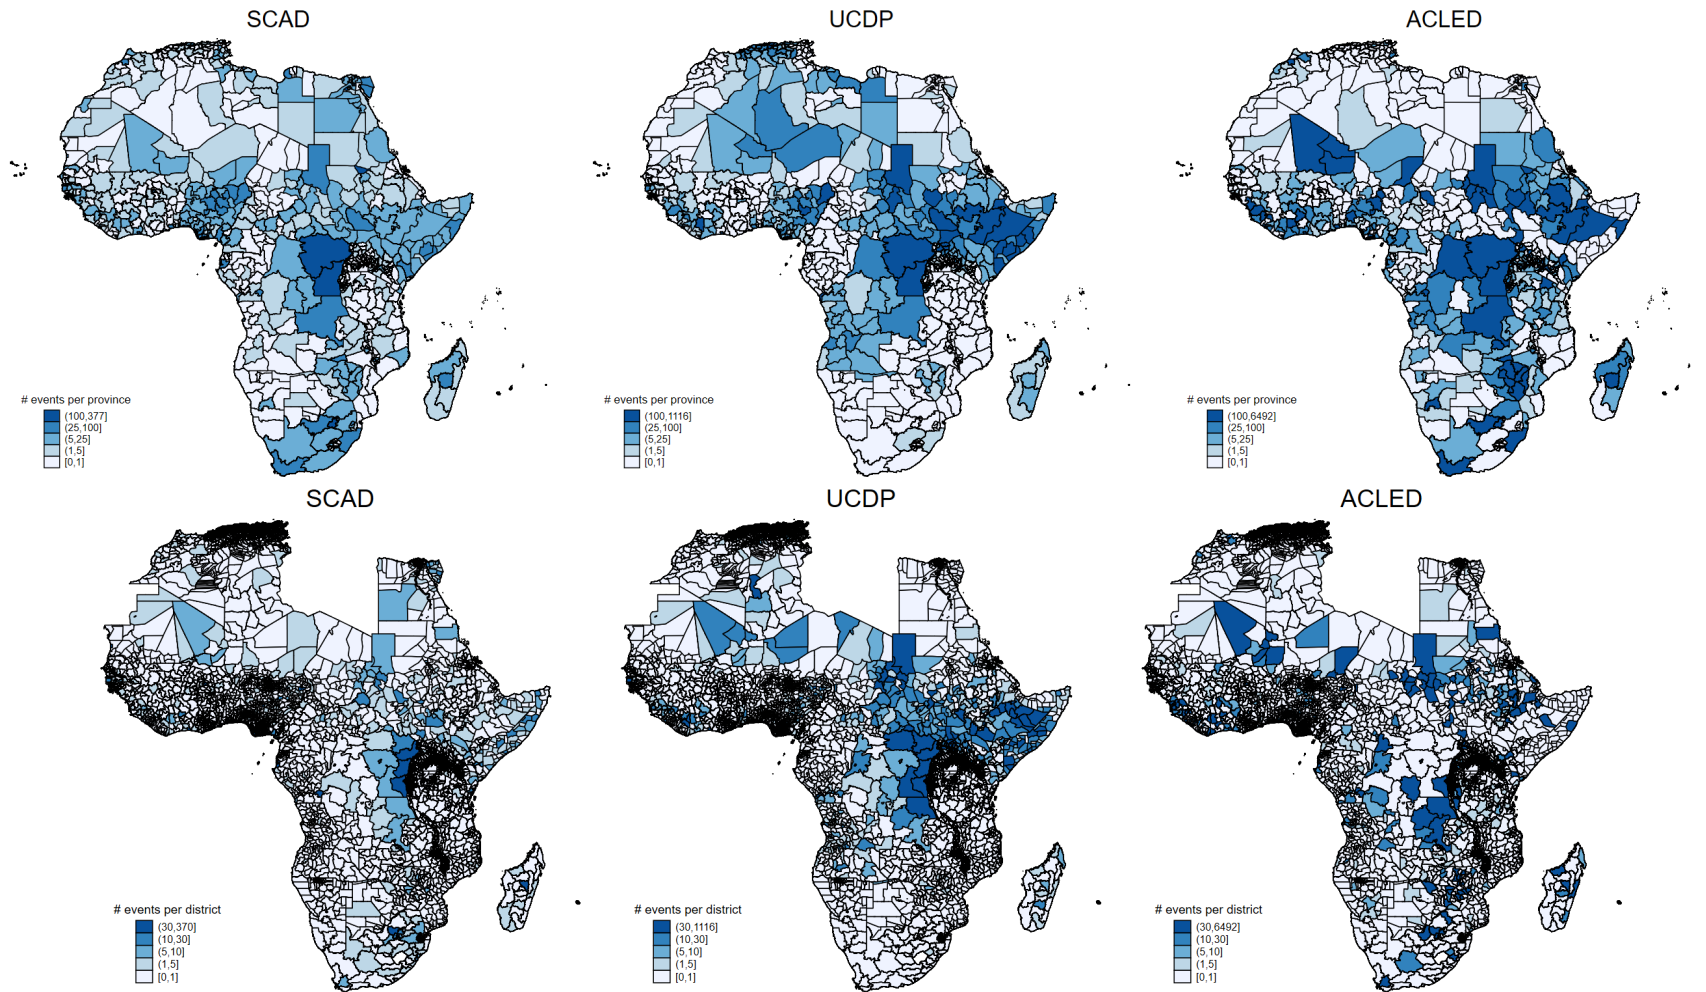 SCAD
UCDP
ACLED
# events per province
(100,377]
(25,100]
(5,25]
(1,5]
[0,1]
# events per province
(100,1116]
(25,100]
(5,25]
(1,5]
[0,1]
# events per province
(100,6492]
(25,100]
(5,25]
(1,5]
[0,1]
SCAD
UCDP
ACLED
# events per district
(30,370]
(10,30]
(5,10]
(1,5]
[0,1]
# events per district
(30,1116]
(10,30]
(5,10]
(1,5]
[0,1]
# events per district
(30,6492]
(10,30]
(5,10]
(1,5]
[0,1]